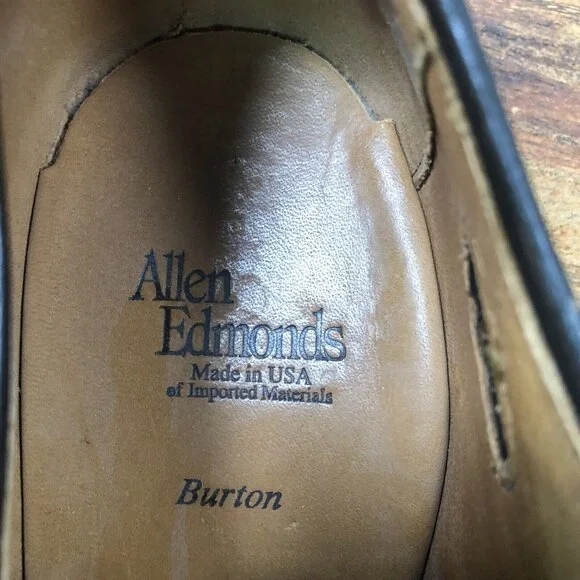 Allen
Edmonds
Made in USA
of Imported Materials
Burton